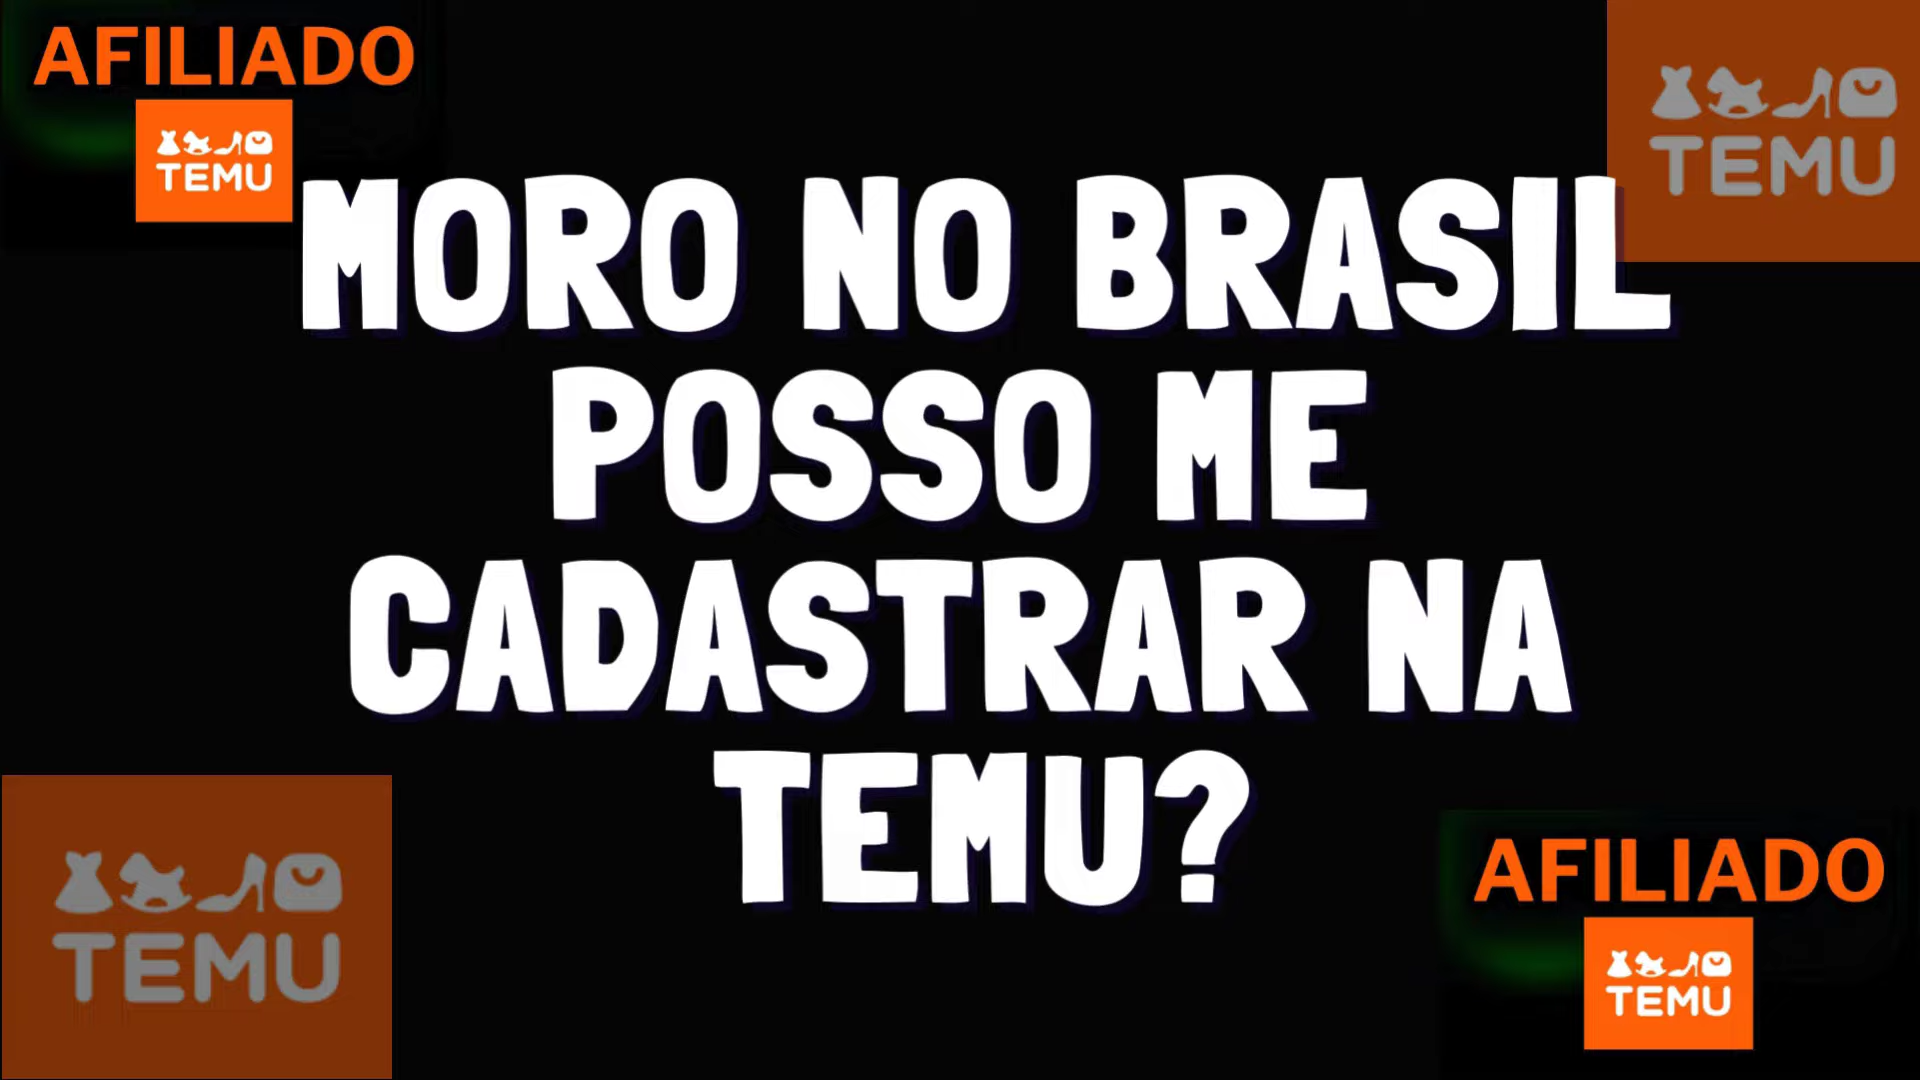 AFILIADO
TEMU
TEMU
MORO NO BRASIL
POSSO ME
CADASTRAR NA
TEMU?
TEMU
AFILIADO
TEMU